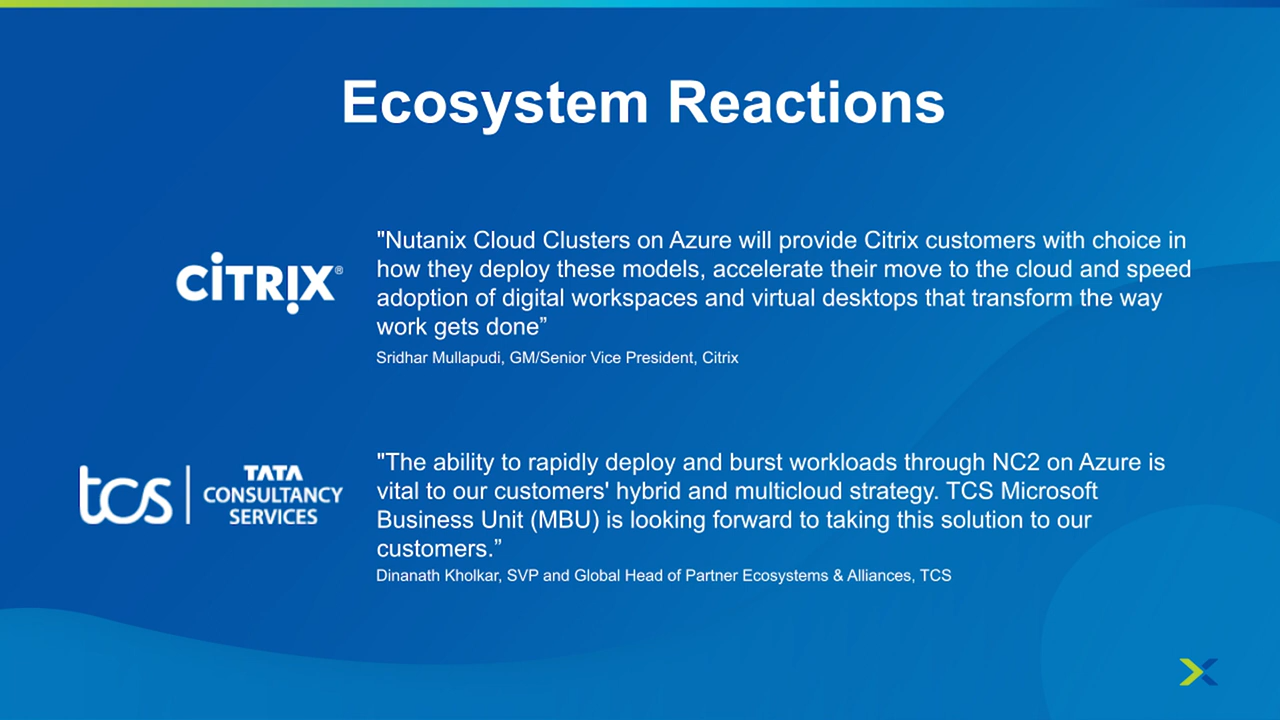 Ecosystem Reactions
CİTRIX®
"Nutanix Cloud Clusters on Azure will provide Citrix customers with choice in
how they deploy these models, accelerate their move to the cloud and speed
adoption of digital workspaces and virtual desktops that transform the way
work gets done”
Sridhar Mullapudi, GM/Senior Vice President, Citrix
tcs
TATA
CONSULTANCY
SERVICES
"The ability to rapidly deploy and burst workloads through NC2 on Azure is
vital to our customers' hybrid and multicloud strategy. TCS Microsoft
Business Unit (MBU) is looking forward to taking this solution to our
customers.”
Dinanath Kholkar, SVP and Global Head of Partner Ecosystems & Alliances, TCS